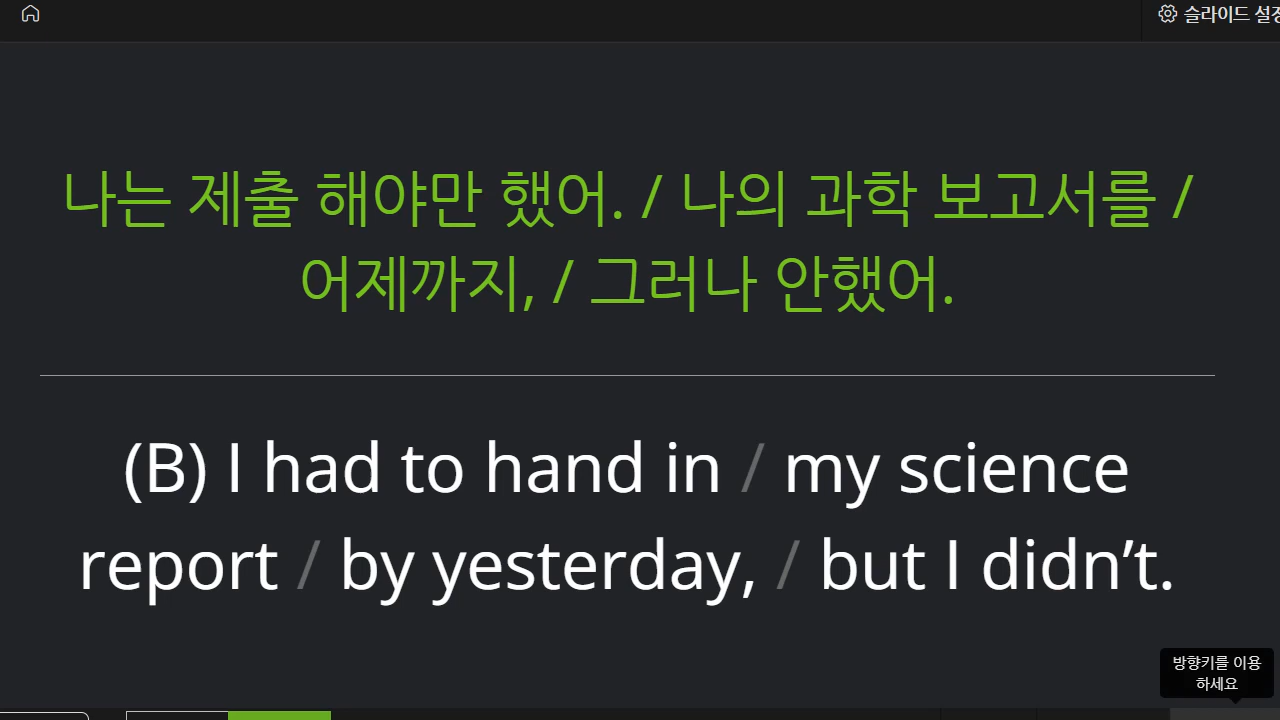 슬라이드 설정
나는 제출 해야만 했어. / 나의 과학 보고서를 /
어제까지, / 그러나 안했어.
(B) I had to hand in / my science
report / by yesterday, / but I didn’t.
방향키를 이용
하세요